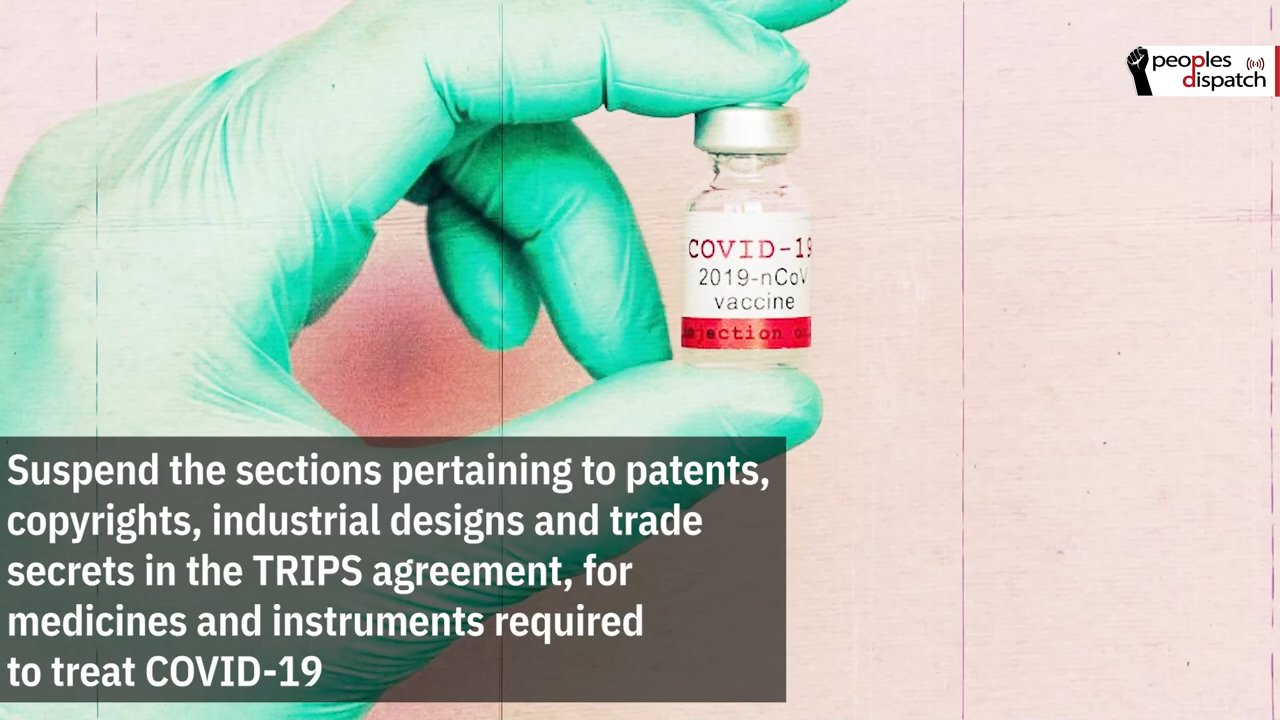 peoples
dispatch
COVID-19
2019-nCoV
vaccine
injection
Suspend the sections pertaining to patents,
copyrights, industrial designs and trade
secrets in the TRIPS agreement, for
medicines and instruments required
to treat COVID-19